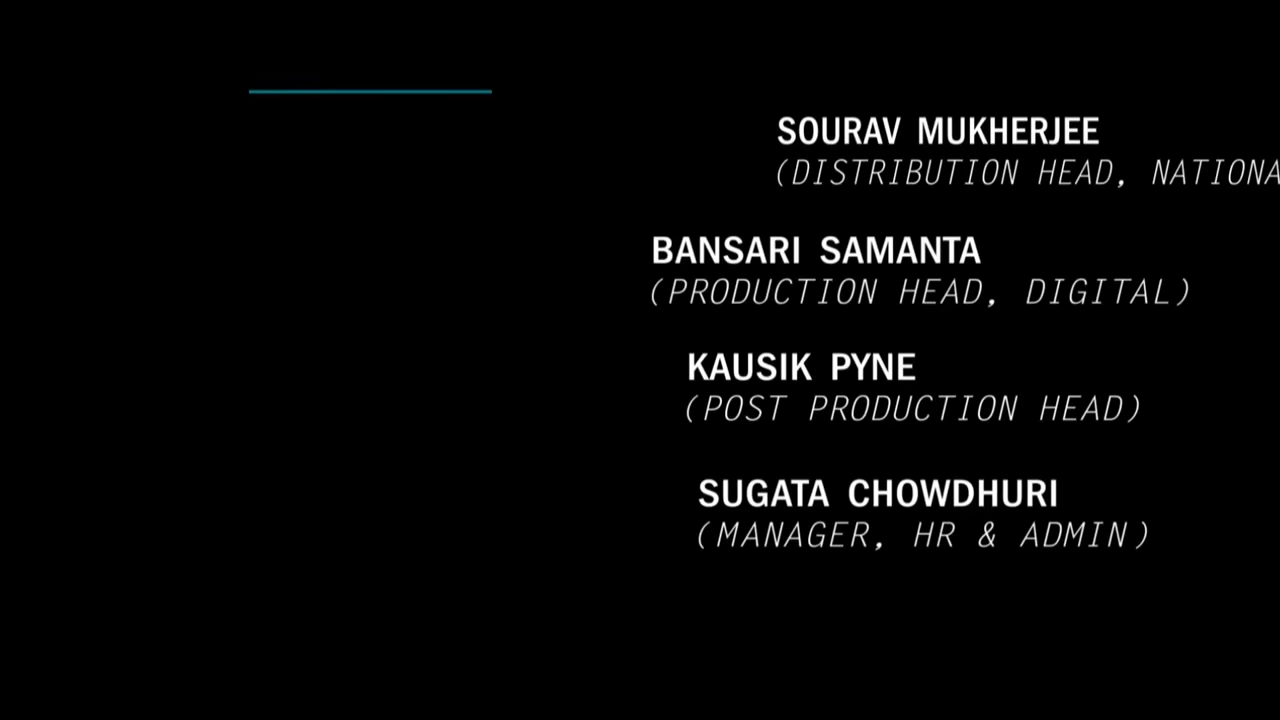 SOURAV MUKHERJEE
(DISTRIBUTION HEAD, NATIONA
BANSARI SAMANTA
(PRODUCTION HEAD, DIGITAL)
KAUSIK PYNE
(POST PRODUCTION HEAD)
SUGATA CHOWDHURI
(MANAGER, HR & ADMIN)